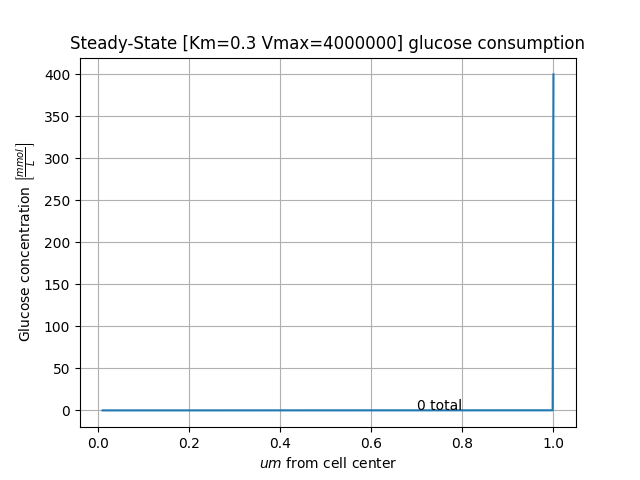 Steady-State [Km=0.3 Vmax=4000000] glucose consumption
Glucose concentration [mmol/L]
400
350
300
250
200
150
100
50
0
0 total
0.0 0.2 0.4 0.6 0.8 1.0
um from cell center